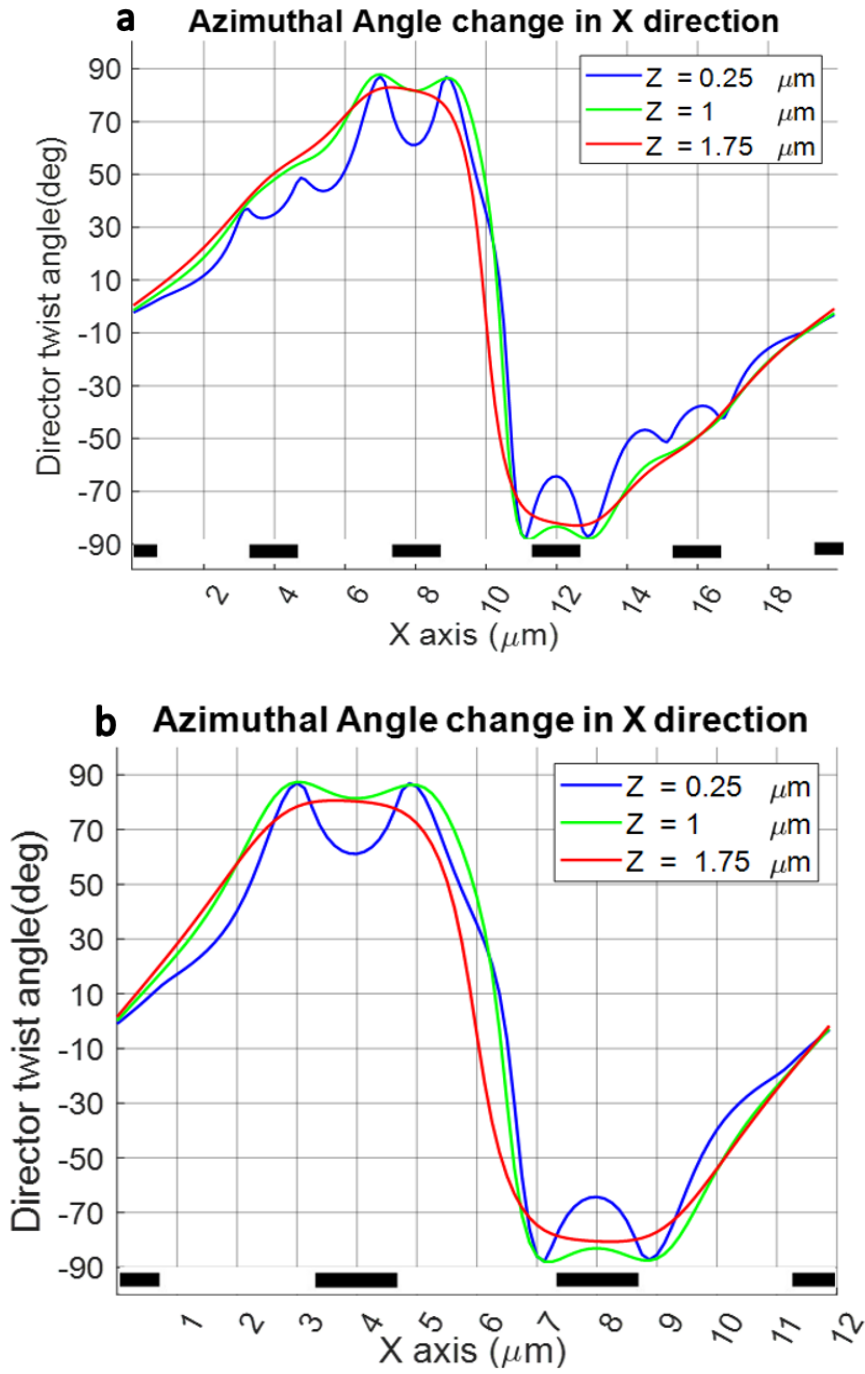 a Azimuthal Angle change in X direction
Z = 0.25 μm
Z = 1 μm
Z = 1.75 μm
Director twist angle(deg)
90
70
50
30
10
-10
-30
-50
-70
-90
2 4 6 8 10 12 14 16 18
X axis (μm)
b Azimuthal Angle change in X direction
Z = 0.25 μm
Z = 1 μm
Z = 1.75 μm
Director twist angle(deg)
90
70
50
30
10
-10
-30
-50
-70
-90
1 2 3 4 5 6 7 8 9 10 11 12
X axis (μm)